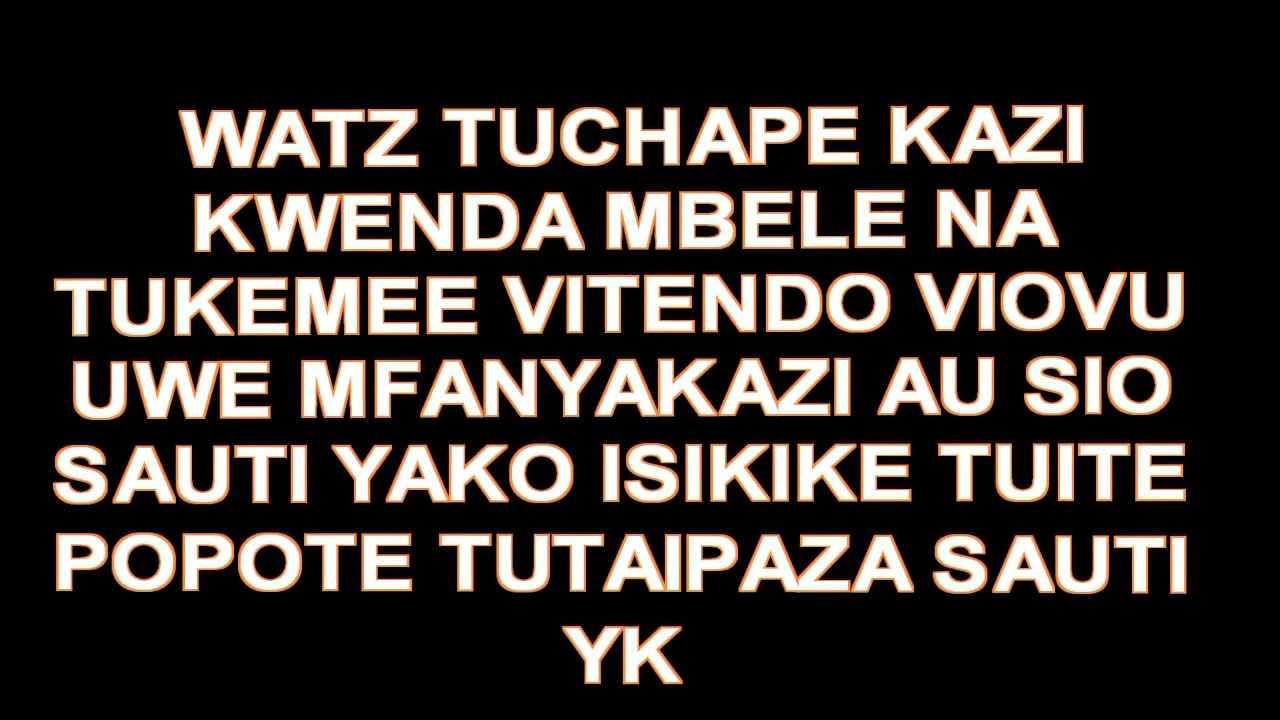 WATZ TUCHAPE KAZI
KWENDA MBELE NA
TUKEMEE VITENDO VIOVU
UWE MFANYAKAZI AU SIO
SAUTI YAKO ISIKIKE TUITE
POPOTE TUTAIPAZA SAUTI
YK